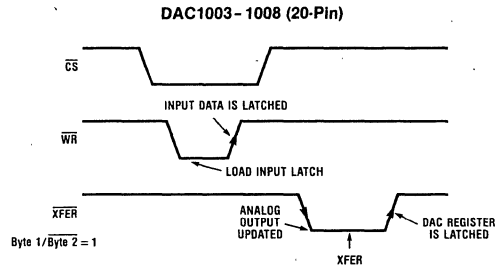 DAC1003-1008 (20-Pin)
CS
INPUT DATA IS LATCHED
WR
LOAD INPUT LATCH
XFER
ANALOG
OUTPUT
UPDATED
DAC REGISTER
IS LATCHED
Byte 1/Byte 2 = 1
XFER